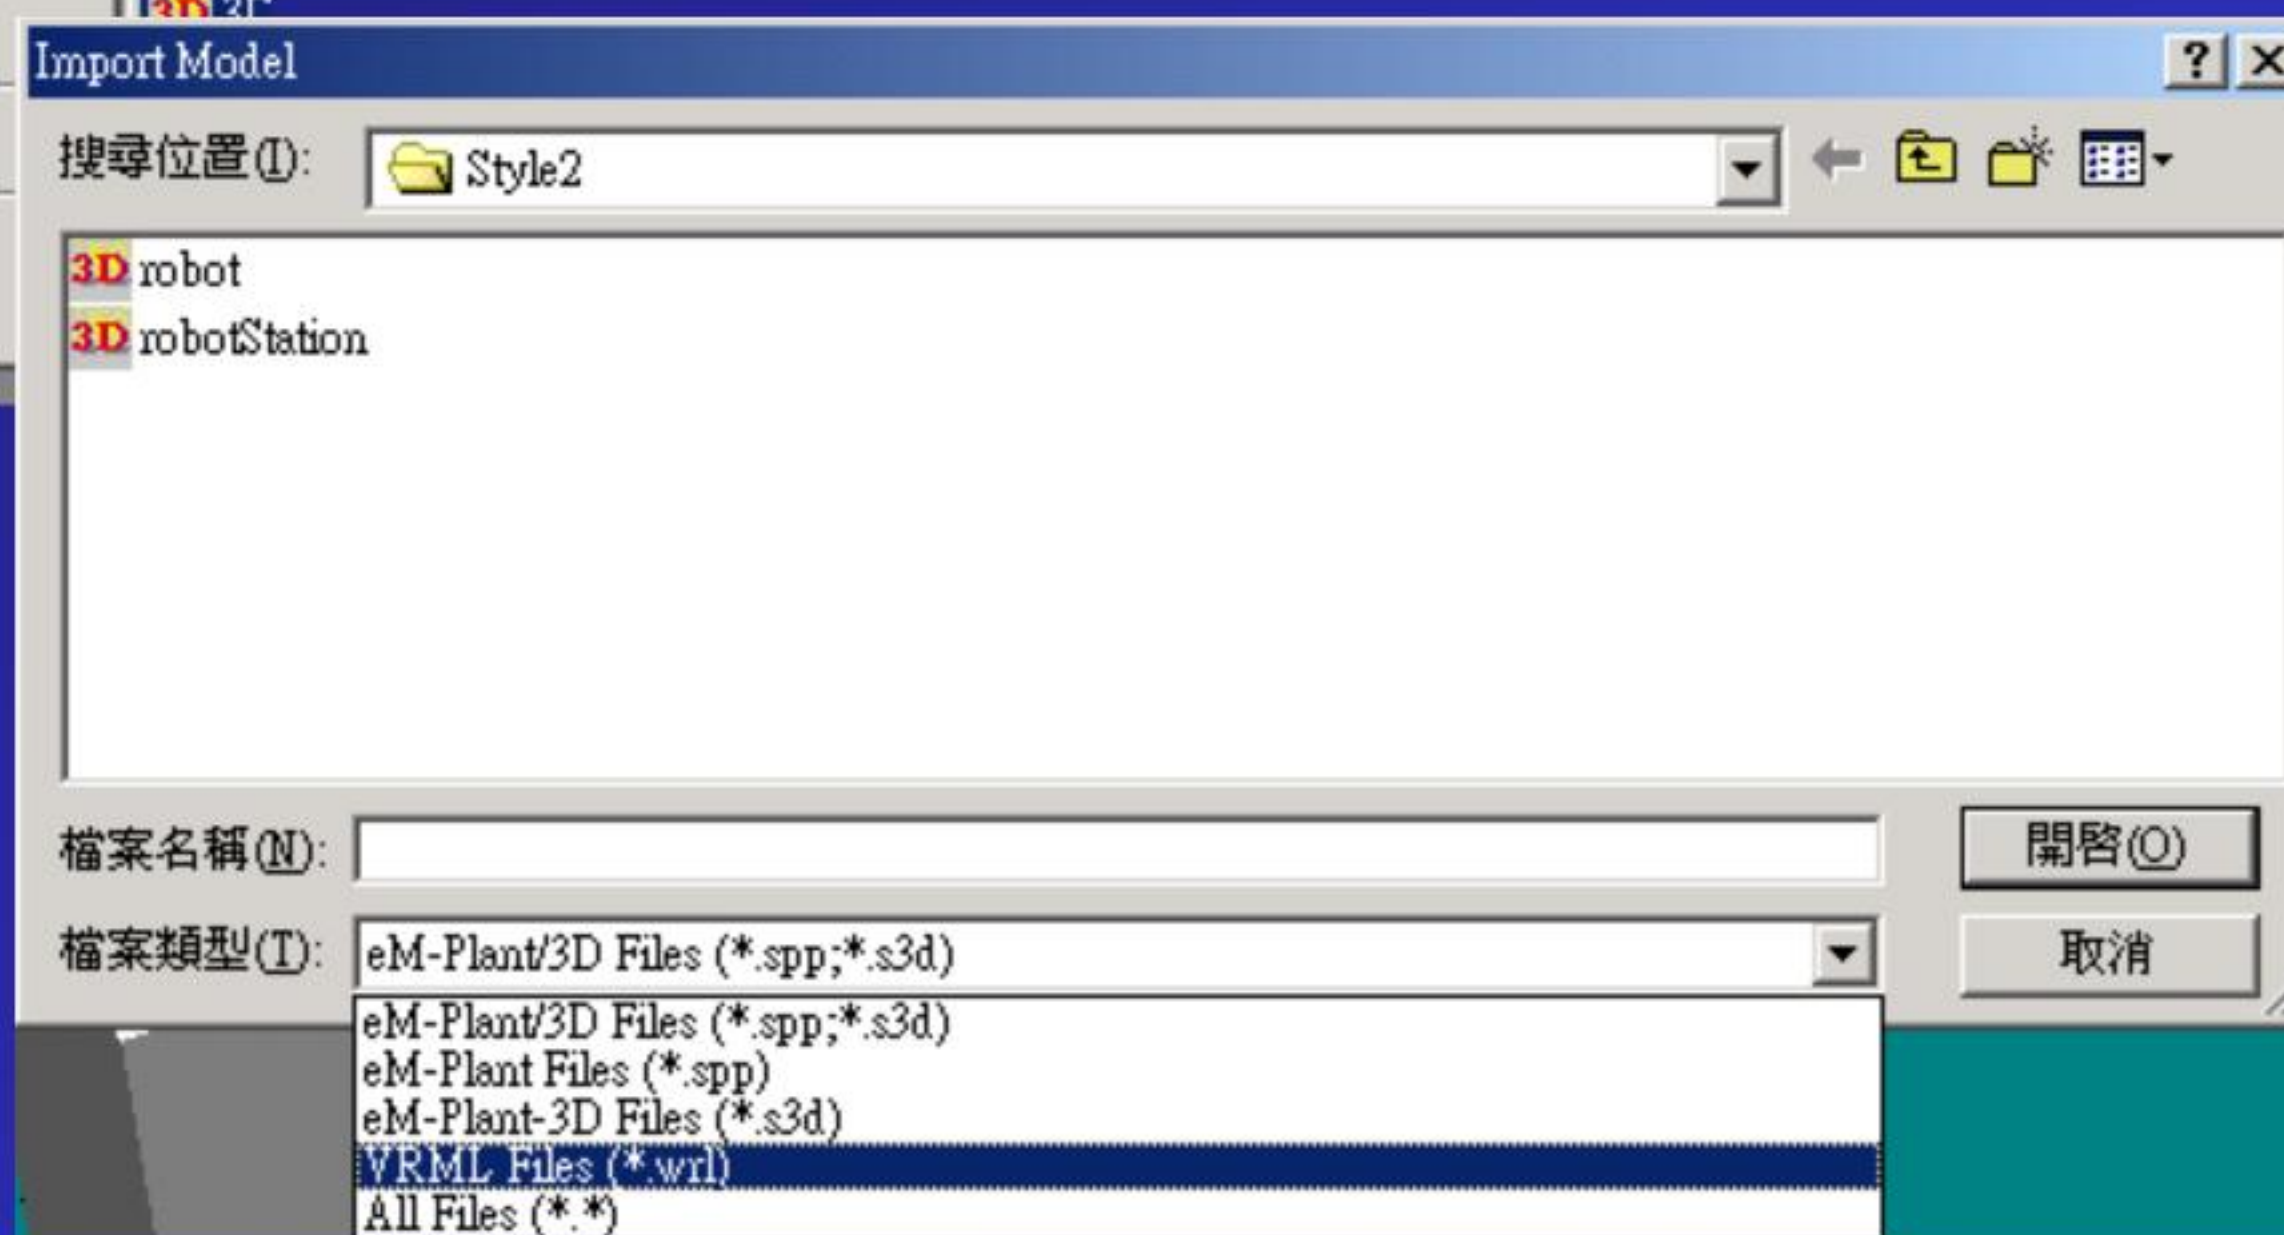 3D
Import Model
搜尋位置(I):
Style2
3D robot
3D robotStation
檔案名稱(N):
開啓(O)
檔案類型(T):
eM-Plant/3D Files (*.spp;*.s3d)
取消
eM-Plant/3D Files (*.spp;*.s3d)
eM-Plant Files (*.spp)
eM-Plant-3D Files (*.s3d)
VRML Files (*.wrl)
All Files (*.*)